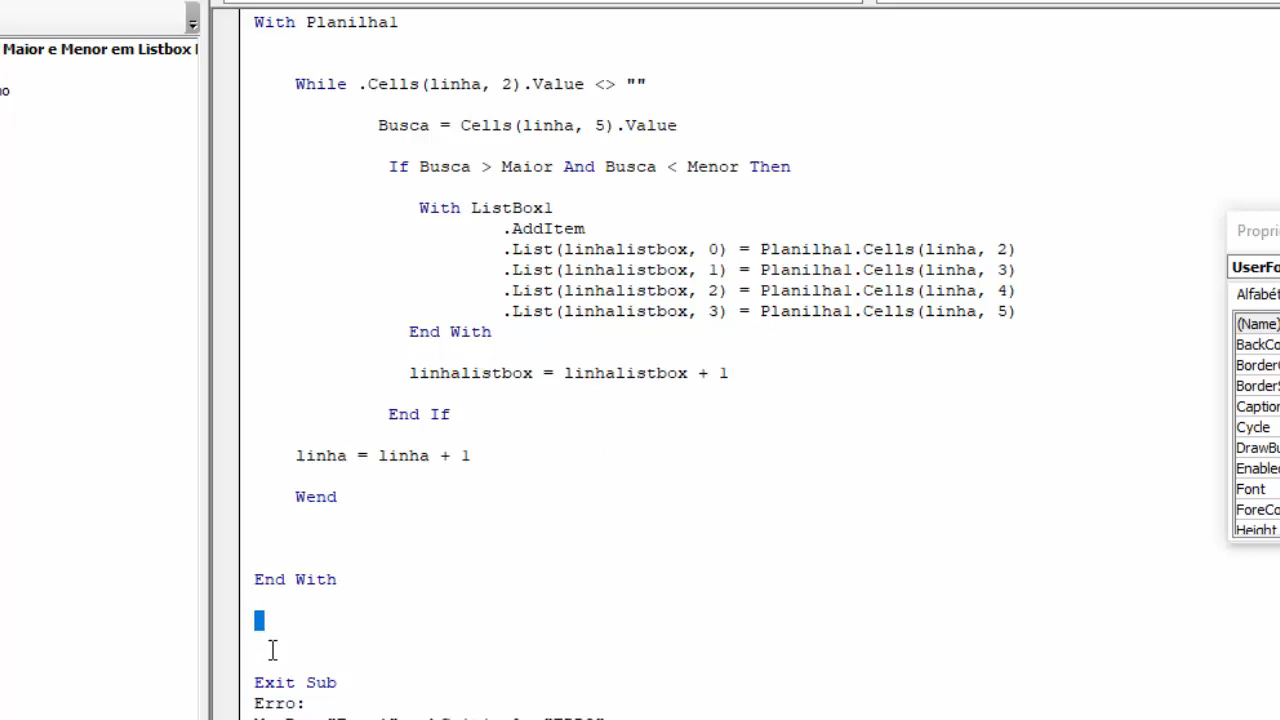 Maior e Menor em Listbox
With Planilha1
While .Cells(linha, 2).Value <> ""
Busca = Cells(linha, 5).Value
If Busca > Maior And Busca < Menor Then
With ListBox1
.AddItem
.List(linhalistbox, 0) = Planilha1.Cells(linha, 2)
.List(linhalistbox, 1) = Planilha1.Cells(linha, 3)
.List(linhalistbox, 2) = Planilha1.Cells(linha, 4)
.List(linhalistbox, 3) = Planilha1.Cells(linha, 5)
End With
linhalistbox = linhalistbox + 1
End If
linha = linha + 1
Wend
End With
Exit Sub
Erro:
Propri
UserFo
Alfabét
(Name)
BackCo
Border
BorderS
Caption
Cycle
DrawBu
Enabled
Font
ForeCo
Height